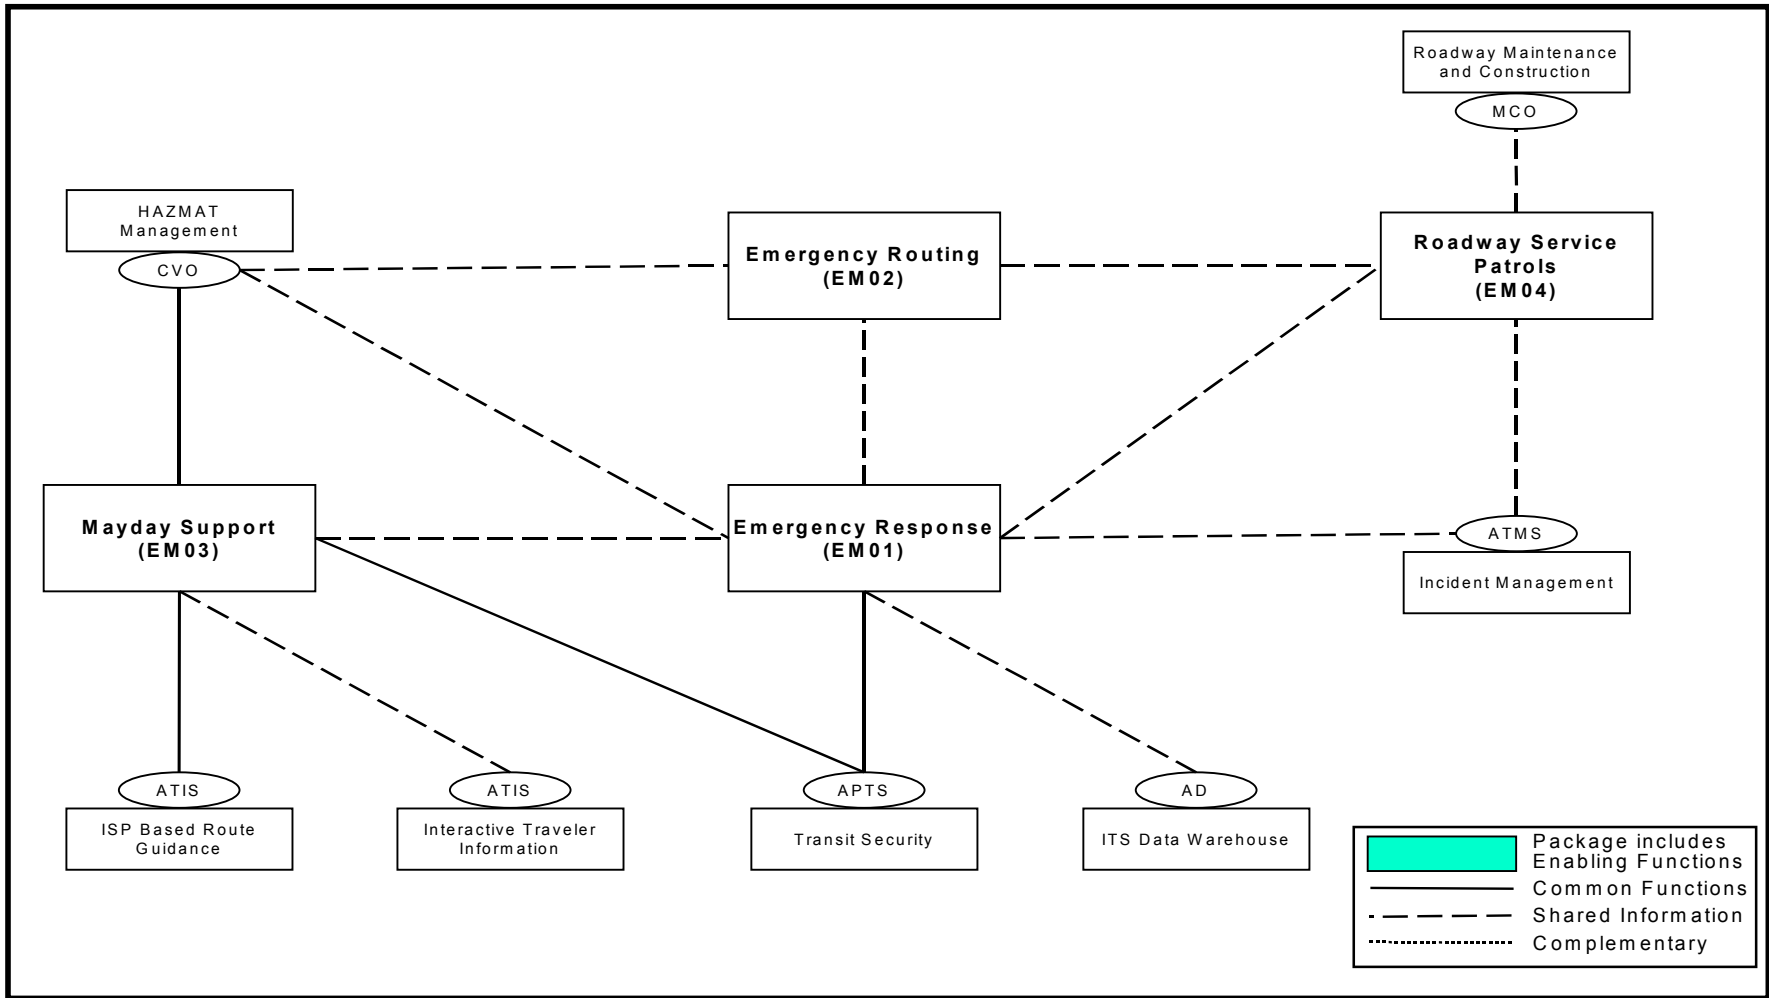 Roadway Maintenance
and Construction
MCO
HAZMAT
Management
CVO
Emergency Routing
(EM02)
Roadway Service
Patrols
(EM04)
Mayday Support
(EM03)
Emergency Response
(EM01)
ATMS
Incident Management
ATIS
ISP Based Route
Guidance
ATIS
Interactive Traveler
Information
APTS
Transit Security
AD
ITS Data Warehouse
Package includes
Enabling Functions
Common Functions
Shared Information
Complementary